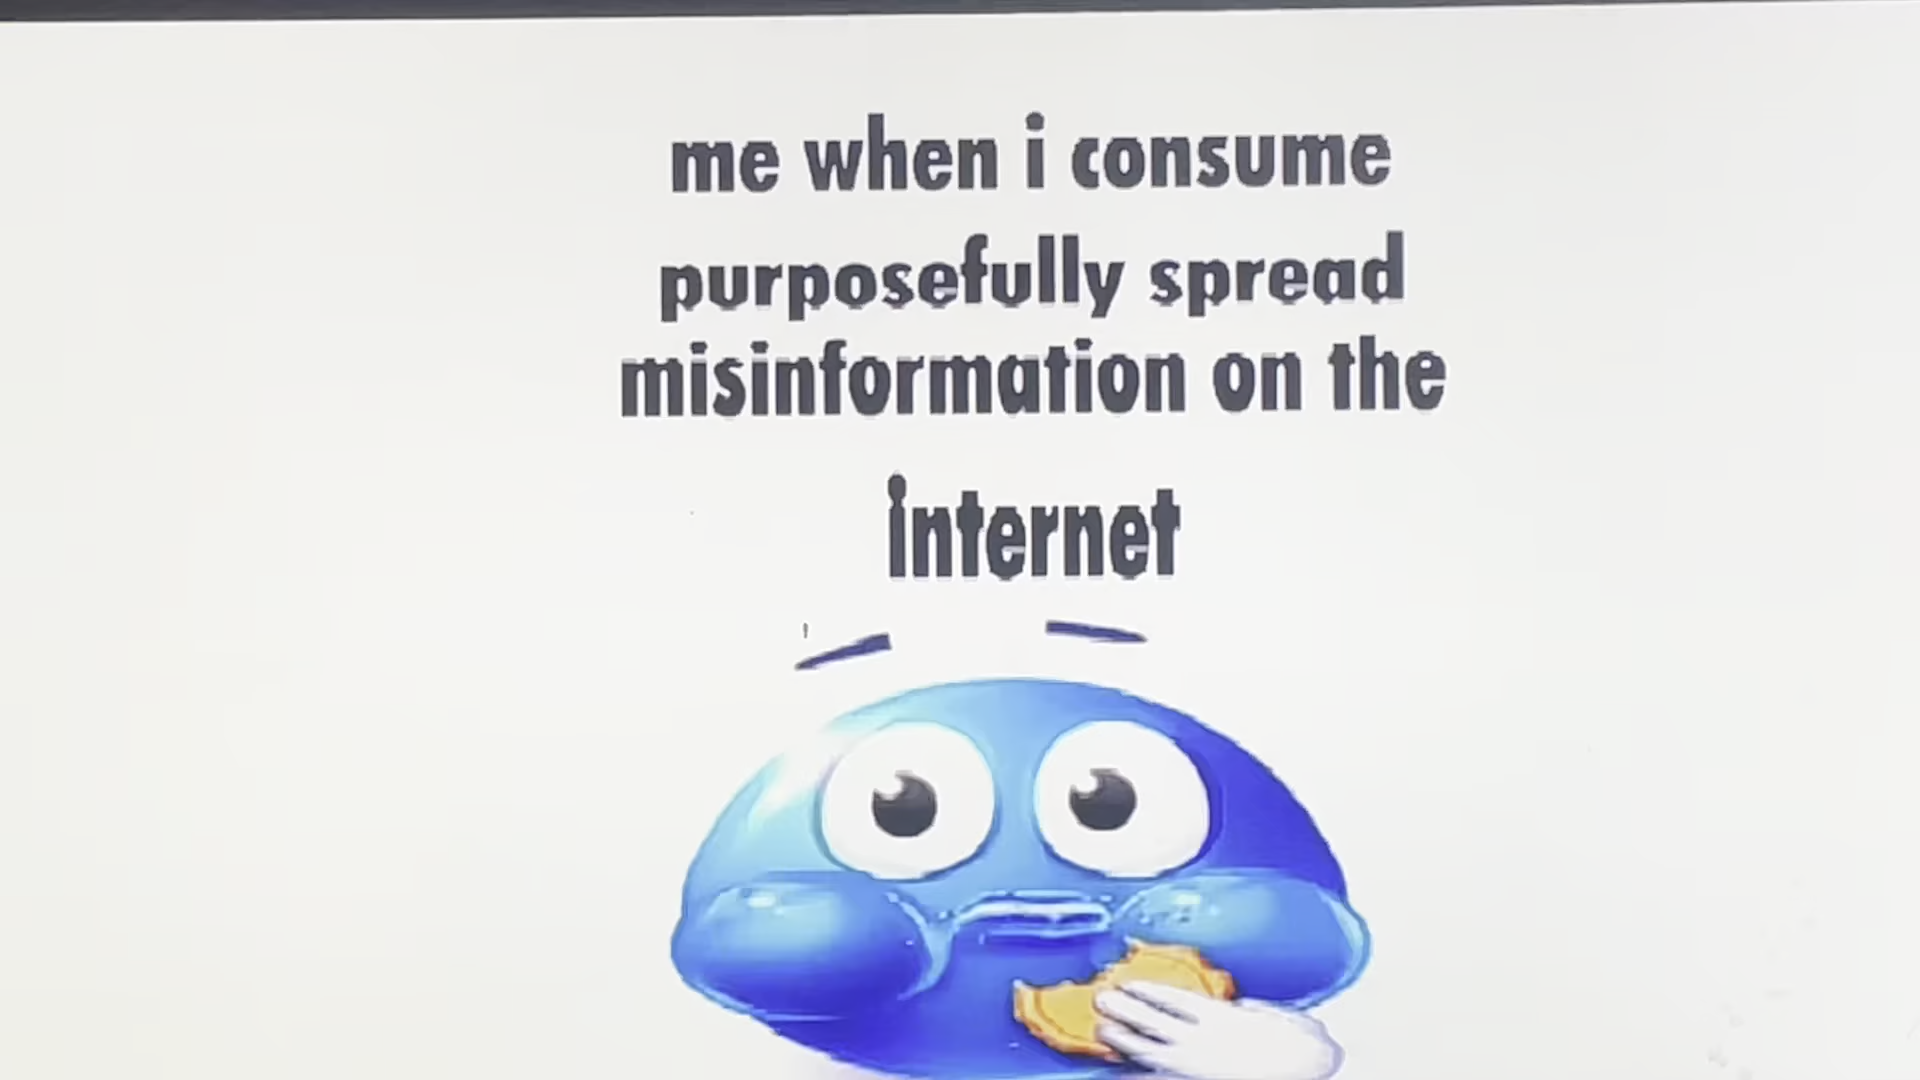 me when i consume
purposefully spread
misinformation on the
internet